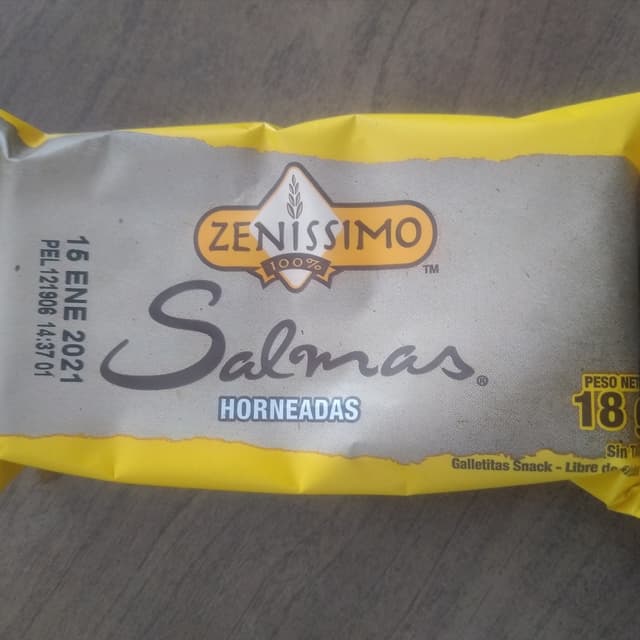 ZENISSIMO
100%
TM
Salmas®
HORNEADAS
15 ENE 2021
PEL 121906 14:37 01
PESO
18
Sin
Galletitas Snack - Libre de